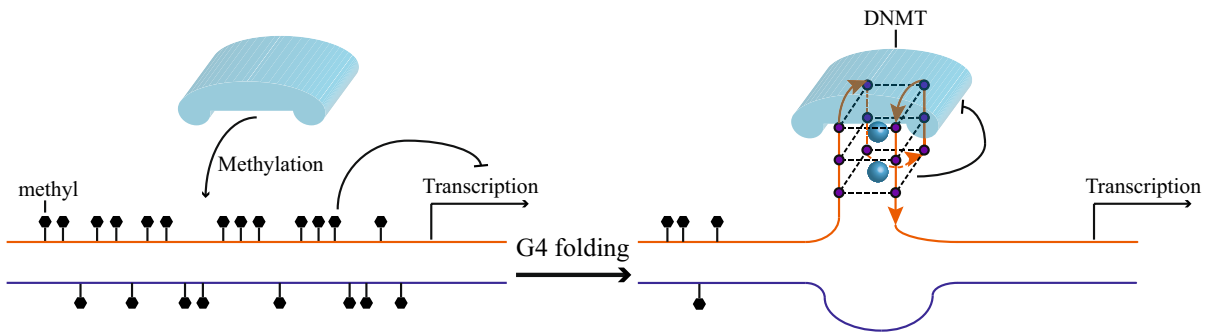 DNMT
Methylation
methyl
Transcription
G4 folding
Transcription